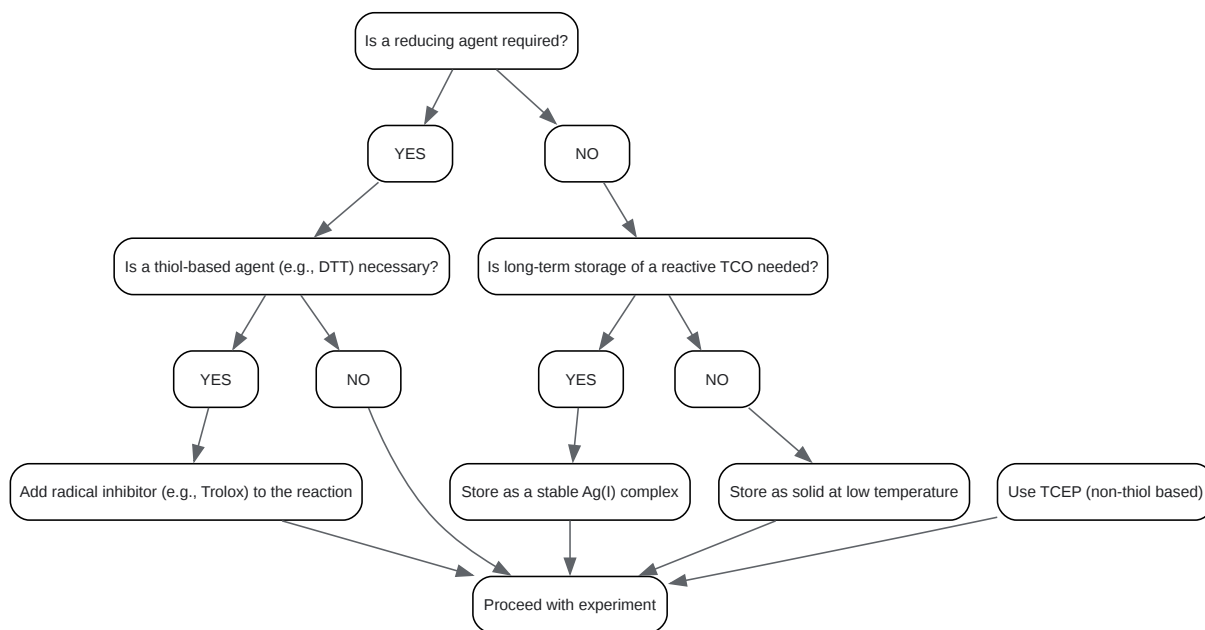 Is a reducing agent required?
YES
NO
Is a thiol-based agent (e.g., DTT) necessary?
Is long-term storage of a reactive TCO needed?
YES
NO
YES
NO
Add radical inhibitor (e.g., Trolox) to the reaction
Store as a stable Ag(I) complex
Store as solid at low temperature
Use TCEP (non-thiol based)
Proceed with experiment